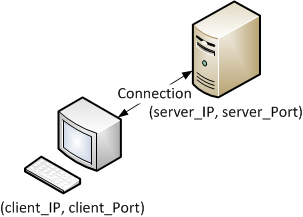 Connection
(server_IP, server_Port)
(client_IP, client_Port)